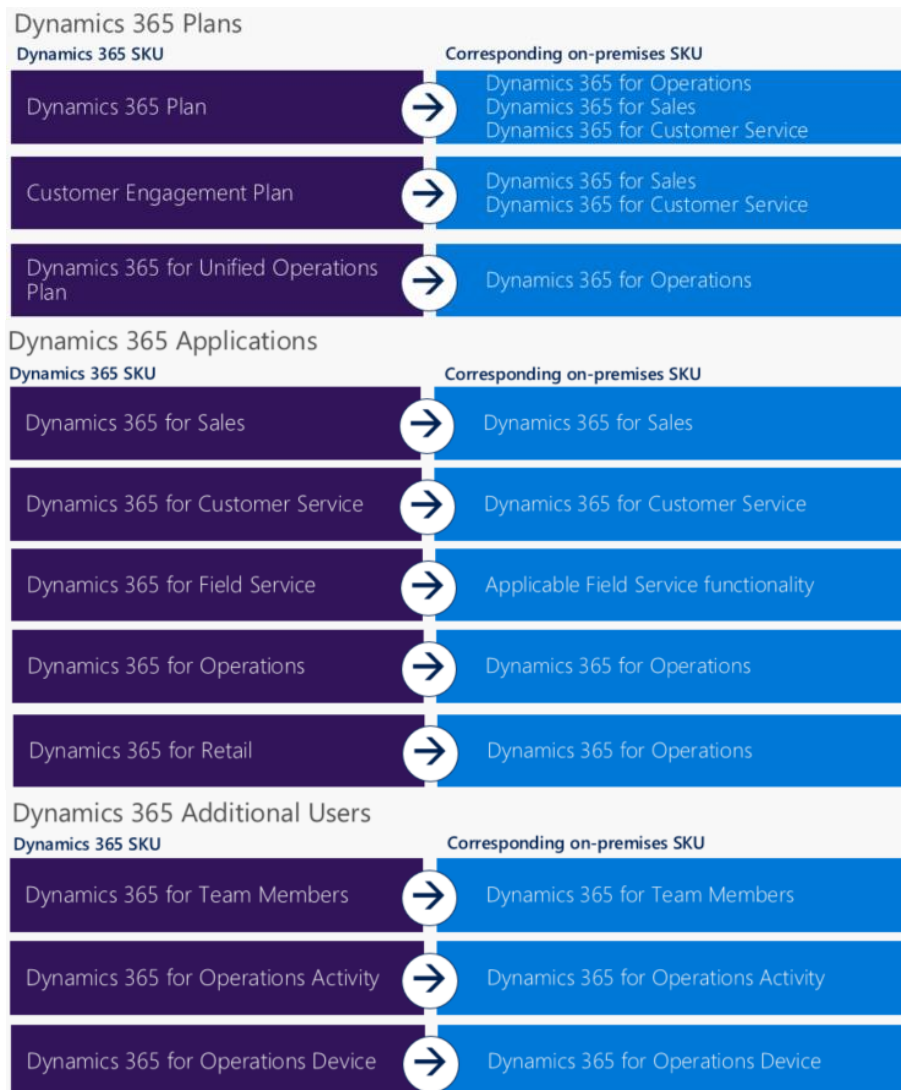 Dynamics 365 Plans
Dynamics 365 SKU
Corresponding on-premises SKU
Dynamics 365 Plan
Dynamics 365 for Operations
Dynamics 365 for Sales
Dynamics 365 for Customer Service
Customer Engagement Plan
Dynamics 365 for Sales
Dynamics 365 for Customer Service
Dynamics 365 for Unified Operations
Plan
Dynamics 365 for Operations
Dynamics 365 Applications
Dynamics 365 SKU
Corresponding on-premises SKU
Dynamics 365 for Sales
Dynamics 365 for Sales
Dynamics 365 for Customer Service
Dynamics 365 for Customer Service
Dynamics 365 for Field Service
Applicable Field Service functionality
Dynamics 365 for Operations
Dynamics 365 for Operations
Dynamics 365 for Retail
Dynamics 365 for Operations
Dynamics 365 Additional Users
Dynamics 365 SKU
Corresponding on-premises SKU
Dynamics 365 for Team Members
Dynamics 365 for Team Members
Dynamics 365 for Operations Activity
Dynamics 365 for Operations Activity
Dynamics 365 for Operations Device
Dynamics 365 for Operations Device